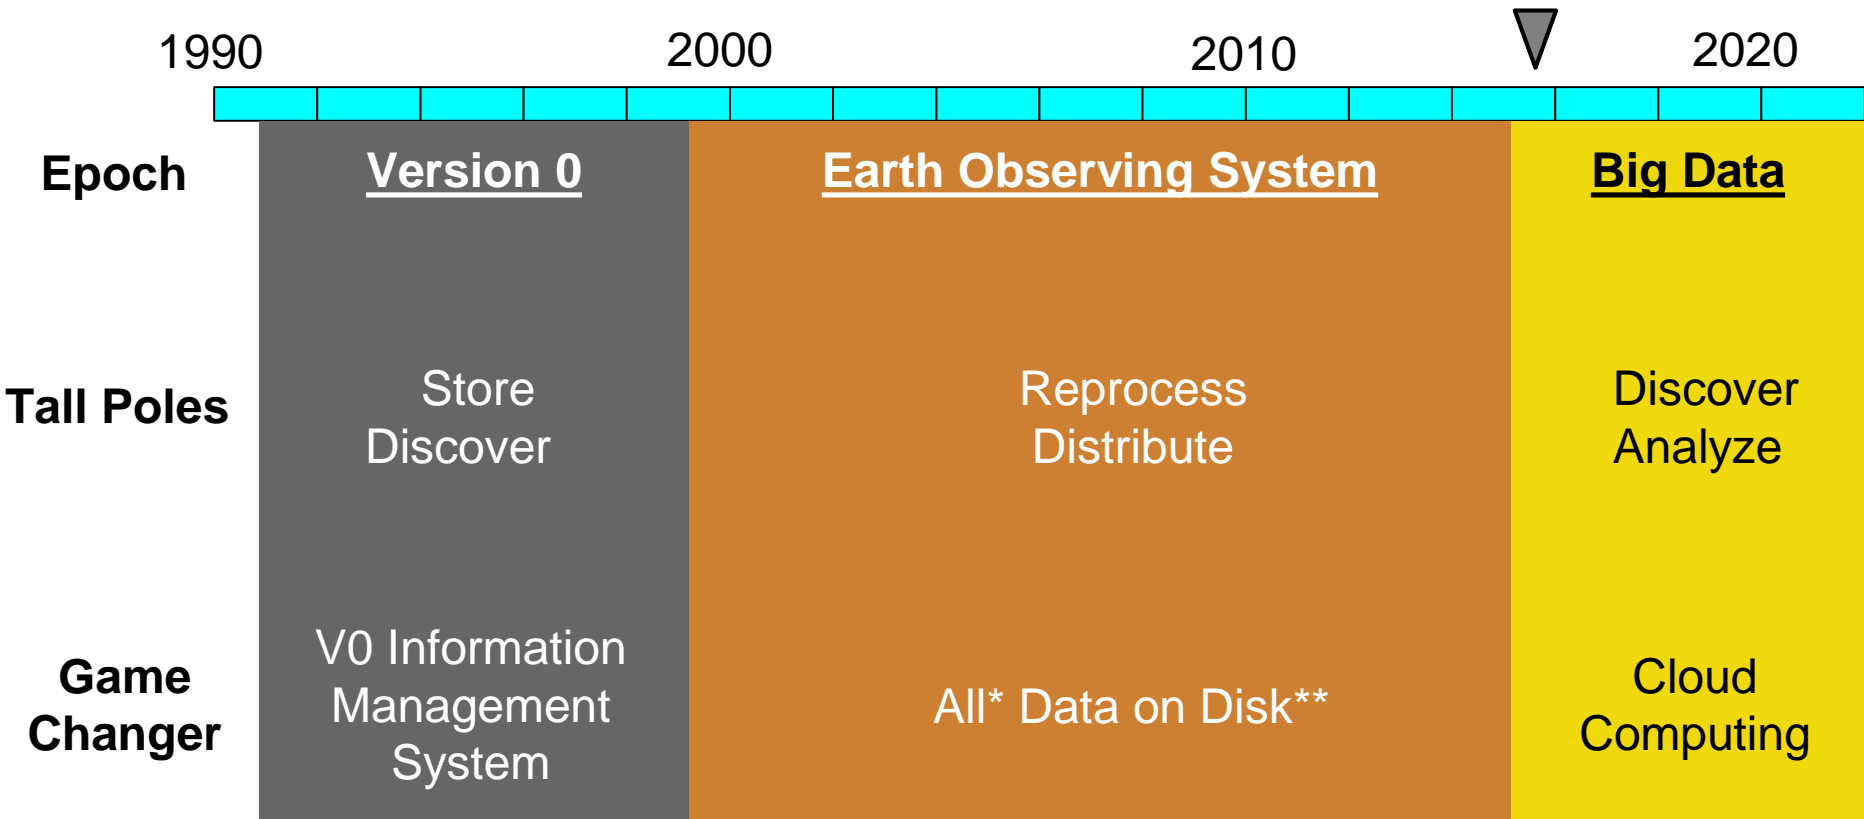 1990 2000 2010 2020
Epoch Version 0 Earth Observing System Big Data
Tall Poles
Store
Discover
Reprocess
Distribute
Discover
Analyze
Game
Changer
V0 Information
Management
System
All* Data on Disk**
Cloud
Computing